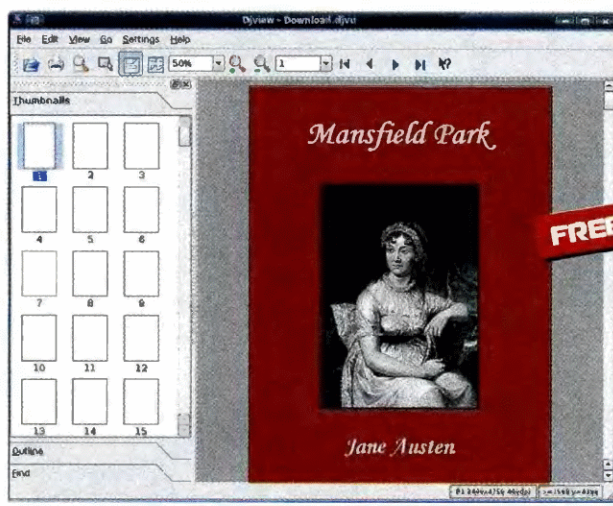 Djview - Download.djvu
File Edit View Go Settings Help
50% 1
Thumbnails
1 2 3
4 5 6
7 8 9
10 11 12
13 14 15
Outline
Find
Mansfield Park
FREE
Jane Austen